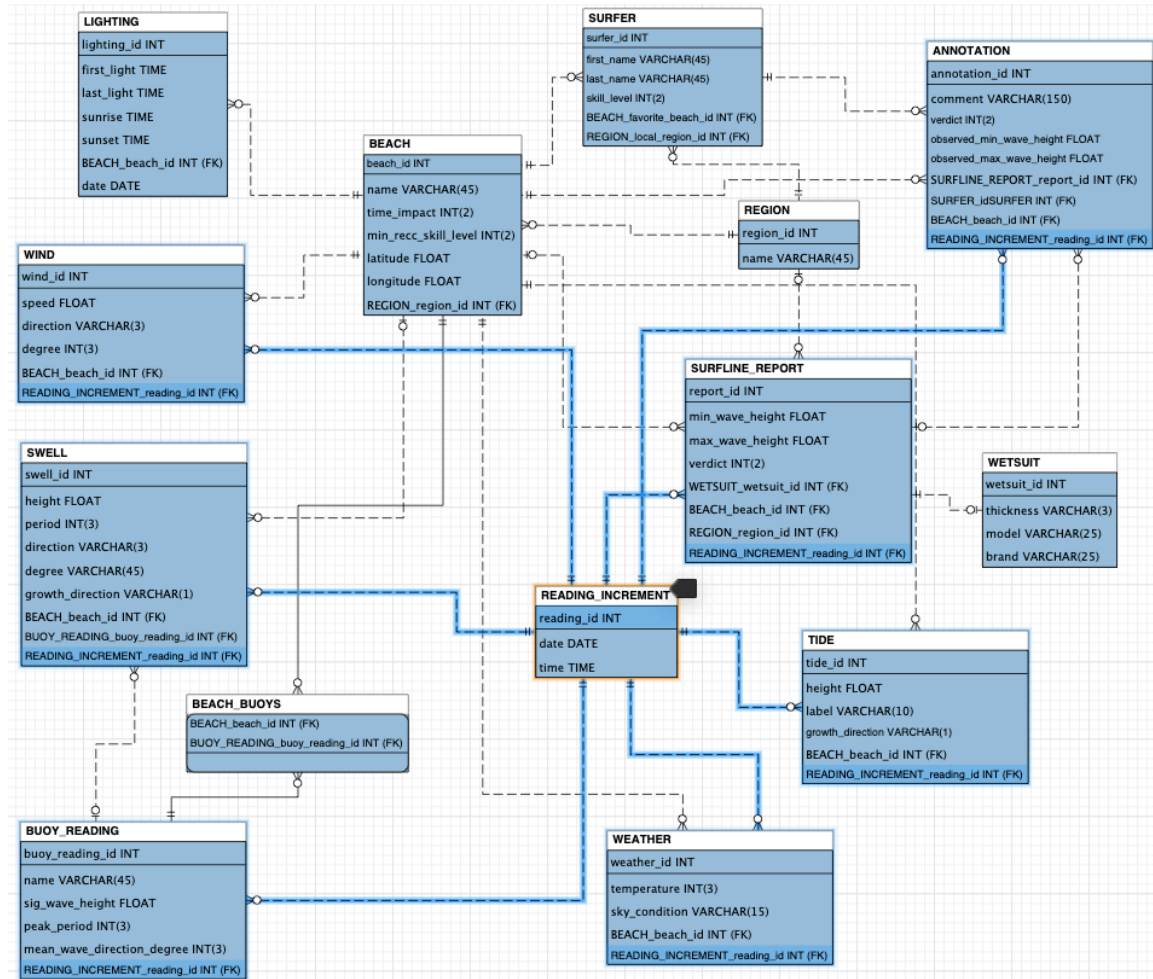 LIGHTING
lighting_id INT
first_light TIME
last_light TIME
sunrise TIME
sunset TIME
BEACH_beach_id INT (FK)
date DATE
SURFER
surfer_id INT
first_name VARCHAR(45)
last_name VARCHAR(45)
skill_level INT(2)
BEACH_favorite_beach_id INT (FK)
REGION_local_region_id INT (FK)
ANNOTATION
annotation_id INT
comment VARCHAR(150)
verdict INT(2)
observed_min_wave_height FLOAT
observed_max_wave_height FLOAT
SURFLINE_REPORT_report_id INT (FK)
SURFER_idSURFER INT (FK)
BEACH_beach_id INT (FK)
READING_INCREMENT_reading_id INT (FK)
BEACH
beach_id INT
name VARCHAR(45)
time_impact INT(2)
min_recc_skill_level INT(2)
latitude FLOAT
longitude FLOAT
REGION_region_id INT (FK)
REGION
region_id INT
name VARCHAR(45)
WIND
wind_id INT
speed FLOAT
direction VARCHAR(3)
degree INT(3)
BEACH_beach_id INT (FK)
READING_INCREMENT_reading_id INT (FK)
SURFLINE_REPORT
report_id INT
min_wave_height FLOAT
max_wave_height FLOAT
verdict INT(2)
WETSUIT_wetsuit_id INT (FK)
BEACH_beach_id INT (FK)
REGION_region_id INT (FK)
READING_INCREMENT_reading_id INT (FK)
SWELL
swell_id INT
height FLOAT
period INT(3)
direction VARCHAR(3)
degree VARCHAR(45)
growth_direction VARCHAR(1)
BEACH_beach_id INT (FK)
BUOY_READING_buoy_reading_id INT (FK)
READING_INCREMENT_reading_id INT (FK)
WETSUIT
wetsuit_id INT
thickness VARCHAR(3)
model VARCHAR(25)
brand VARCHAR(25)
READING_INCREMENT
reading_id INT
date DATE
time TIME
TIDE
tide_id INT
height FLOAT
label VARCHAR(10)
growth_direction VARCHAR(1)
BEACH_beach_id INT (FK)
READING_INCREMENT_reading_id INT (FK)
BEACH_BUOYS
BEACH_beach_id INT (FK)
BUOY_READING_buoy_reading_id INT (FK)
BUOY_READING
buoy_reading_id INT
name VARCHAR(45)
sig_wave_height FLOAT
peak_period INT(3)
mean_wave_direction_degree INT(3)
READING_INCREMENT_reading_id INT (FK)
WEATHER
weather_id INT
temperature INT(3)
sky_condition VARCHAR(15)
BEACH_beach_id INT (FK)
READING_INCREMENT_reading_id INT (FK)